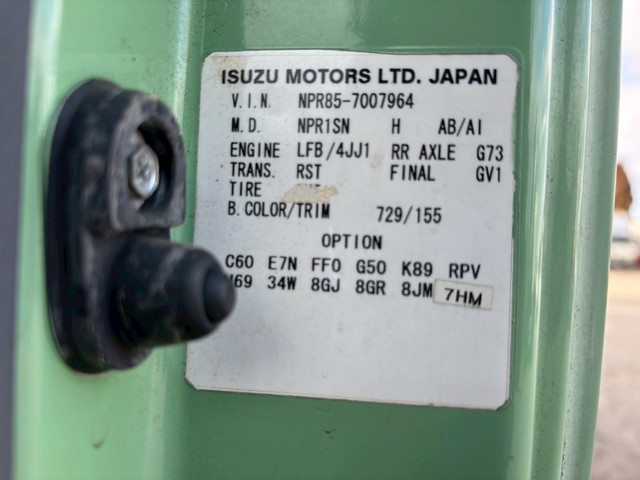 ISUZU MOTORS LTD. JAPAN
V.I.N. NPR85-7007964
M.D. NPR1SN H AB/AI
ENGINE LFB/4JJ1 RR AXLE G73
TRANS. RST FINAL GV1
TIRE
B.COLOR/TRIM 729/155
OPTION
C60 E7N FF0 G50 K89 RPV
34W 8GJ 8GR 8JM 7HM